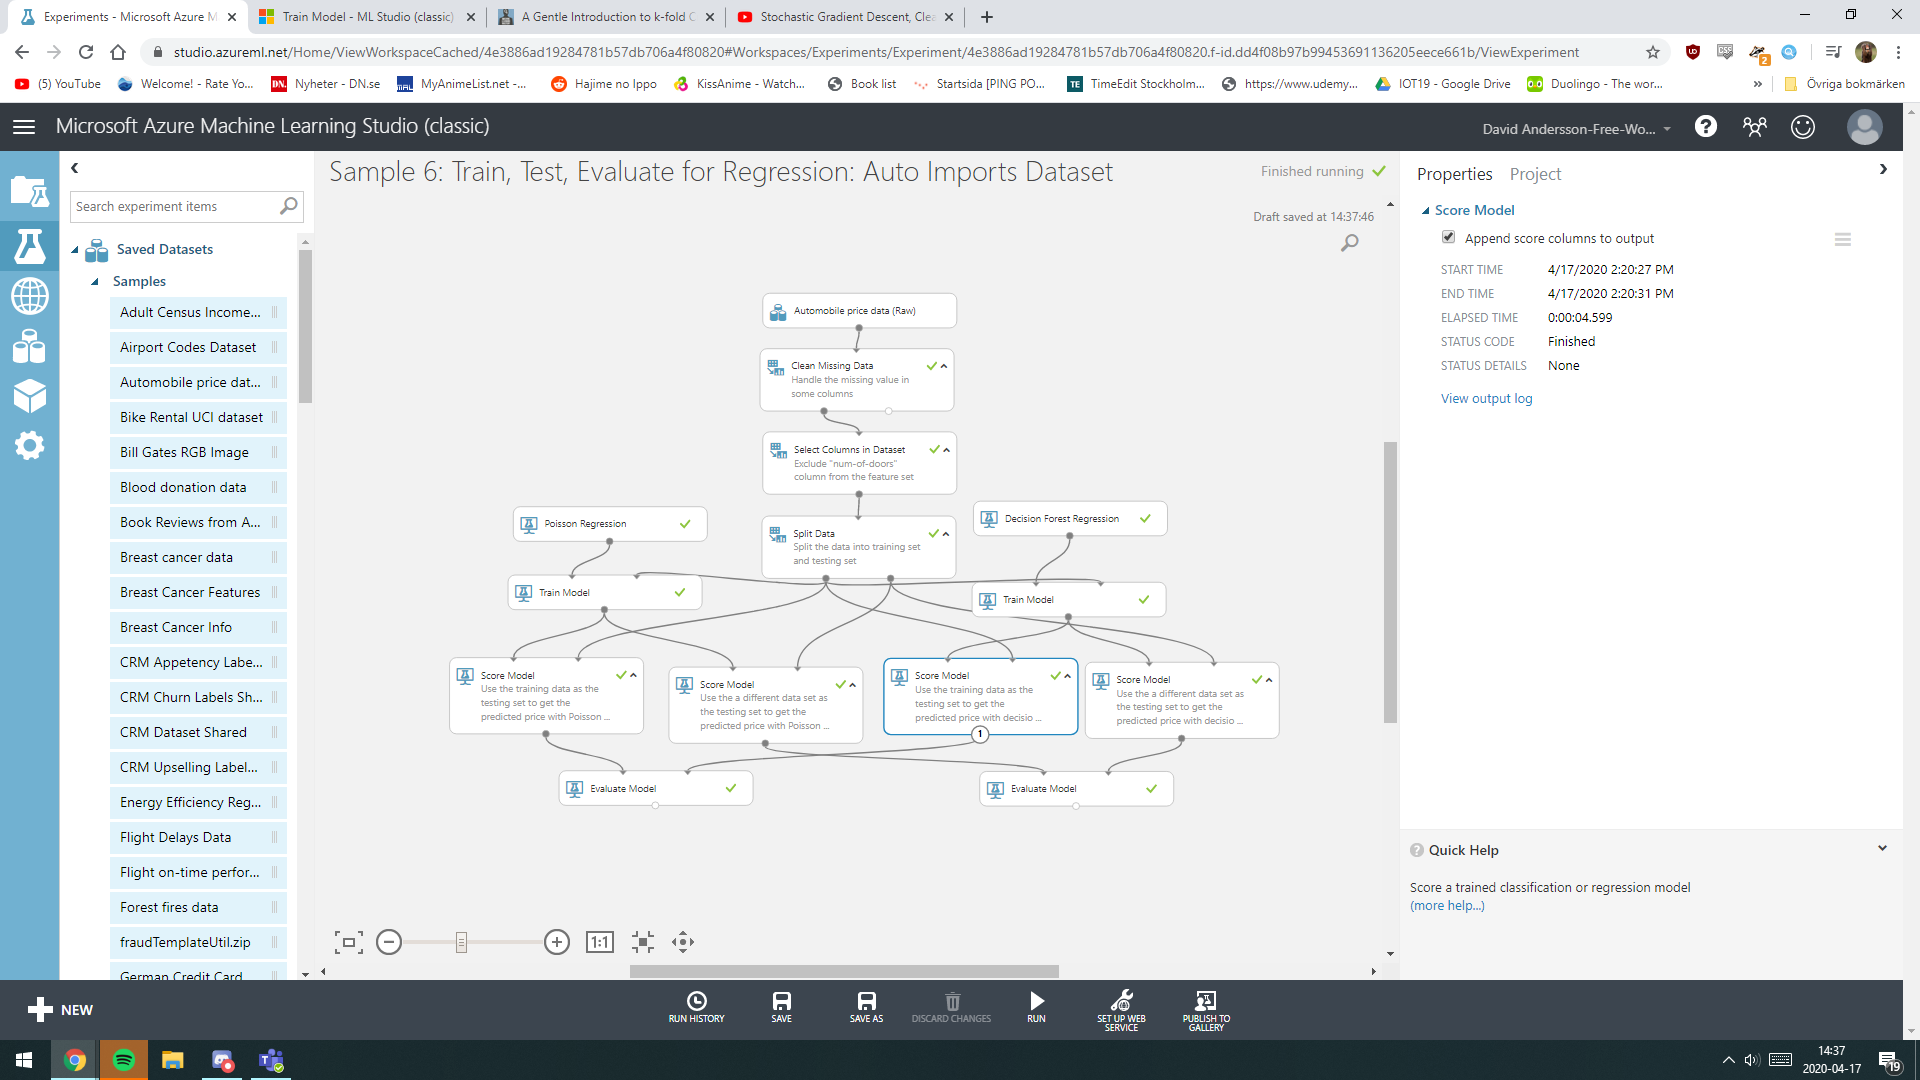 Experiments - Microsoft Azure M
Train Model - ML Studio (classic)
A Gentle Introduction to k-fold C
Stochastic Gradient Descent, Clea
studio.azureml.net/Home/ViewWorkspaceCached/4e3886ad19284781b57db706a4f80820#Workspaces/Experiments/Experiment/4e3886ad19284781b57db706a4f80820.f-id.dd4f08b97b99453691136205eece661b/ViewExperiment
(5) YouTube
Welcome! - Rate Yo...
Nyheter - DN.se
MyAnimeList.net -...
Hajime no Ippo
KissAnime - Watch...
Book list
Startsida [PING PO...
TimeEdit Stockholm...
https://www.udemy...
IOT19 - Google Drive
Duolingo - The wor...
» Övriga bokmärken
Microsoft Azure Machine Learning Studio (classic)
David Andersson-Free-Wo...
Search experiment items
Saved Datasets
Samples
Adult Census Income...
Airport Codes Dataset
Automobile price dat...
Bike Rental UCI dataset
Bill Gates RGB Image
Blood donation data
Book Reviews from A...
Breast cancer data
Breast Cancer Features
Breast Cancer Info
CRM Appetency Labe...
CRM Churn Labels Sh...
CRM Dataset Shared
CRM Upselling Label...
Energy Efficiency Reg...
Flight Delays Data
Flight on-time perfor...
Forest fires data
fraudTemplateUtil.zip
German Credit Card
Sample 6: Train, Test, Evaluate for Regression: Auto Imports Dataset
Finished running
Draft saved at 14:37:46
Automobile price data (Raw)
Clean Missing Data
Handle the missing value in
some columns
Select Columns in Dataset
Exclude "num-of-doors"
column from the feature set
Poisson Regression
Split Data
Split the data into training set
and testing set
Decision Forest Regression
Train Model
Train Model
Score Model
Use the training data as the
testing set to get the
predicted price with Poisson ...
Score Model
Use the a different data set as
the testing set to get the
predicted price with Poisson ...
Score Model
Use the training data as the
testing set to get the
predicted price with decisio ...
1
Score Model
Use the a different data set as
the testing set to get the
predicted price with decisio ...
Evaluate Model
Evaluate Model
1:1
Properties
Project
Score Model
Append score columns to output
START TIME 4/17/2020 2:20:27 PM
END TIME 4/17/2020 2:20:31 PM
ELAPSED TIME 0:00:04.599
STATUS CODE Finished
STATUS DETAILS None
View output log
Quick Help
Score a trained classification or regression model
(more help...)
NEW
RUN HISTORY
SAVE
SAVE AS
DISCARD CHANGES
RUN
SET UP WEB
SERVICE
PUBLISH TO
GALLERY
14:37
2020-04-17
19